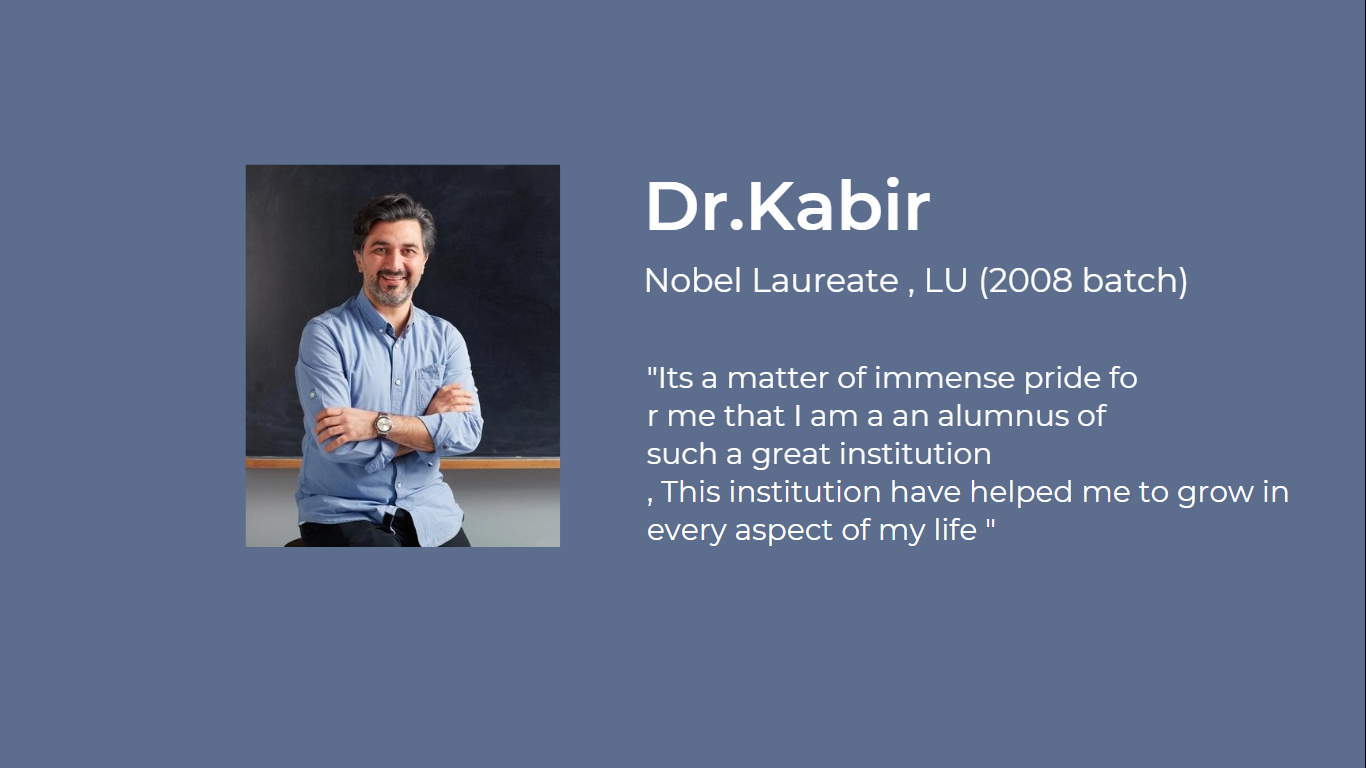 Dr.Kabir
Nobel Laureate , LU (2008 batch)
"Its a matter of immense pride fo
r me that I am a an alumnus of
such a great institution
, This institution have helped me to grow in
every aspect of my life "